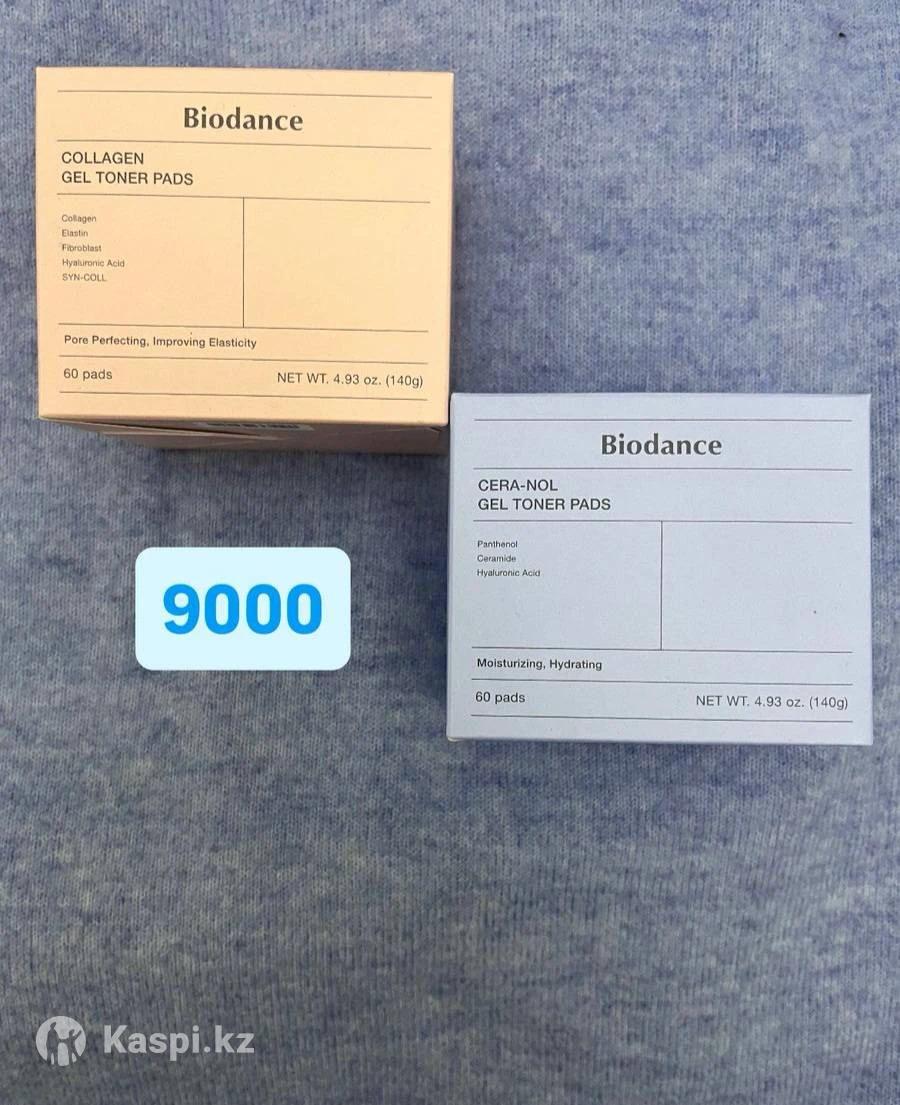 Biodance
COLLAGEN
GEL TONER PADS
Collagen
Elastin
Fibroblast
Hyaluronic Acid
SYN-COLL
Pore Perfecting, Improving Elasticity
60 pads
NET WT. 4.93 oz. (140g)
Biodance
CERA-NOL
GEL TONER PADS
Panthenol
Ceramide
Hyaluronic Acid
Moisturizing, Hydrating
60 pads
NET WT. 4.93 oz. (140g)
9000
Kaspi.kz